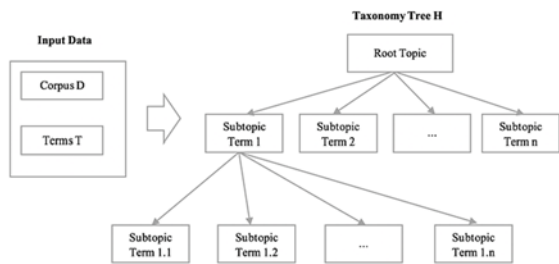 Taxonomy Tree H
Input Data
Root Topic
Corpus D
Terms T
Subtopic
Term 1
Subtopic
Term 2
...
Subtopic
Term n
Subtopic
Term 1.1
Subtopic
Term 1.2
...
Subtopic
Term 1.n